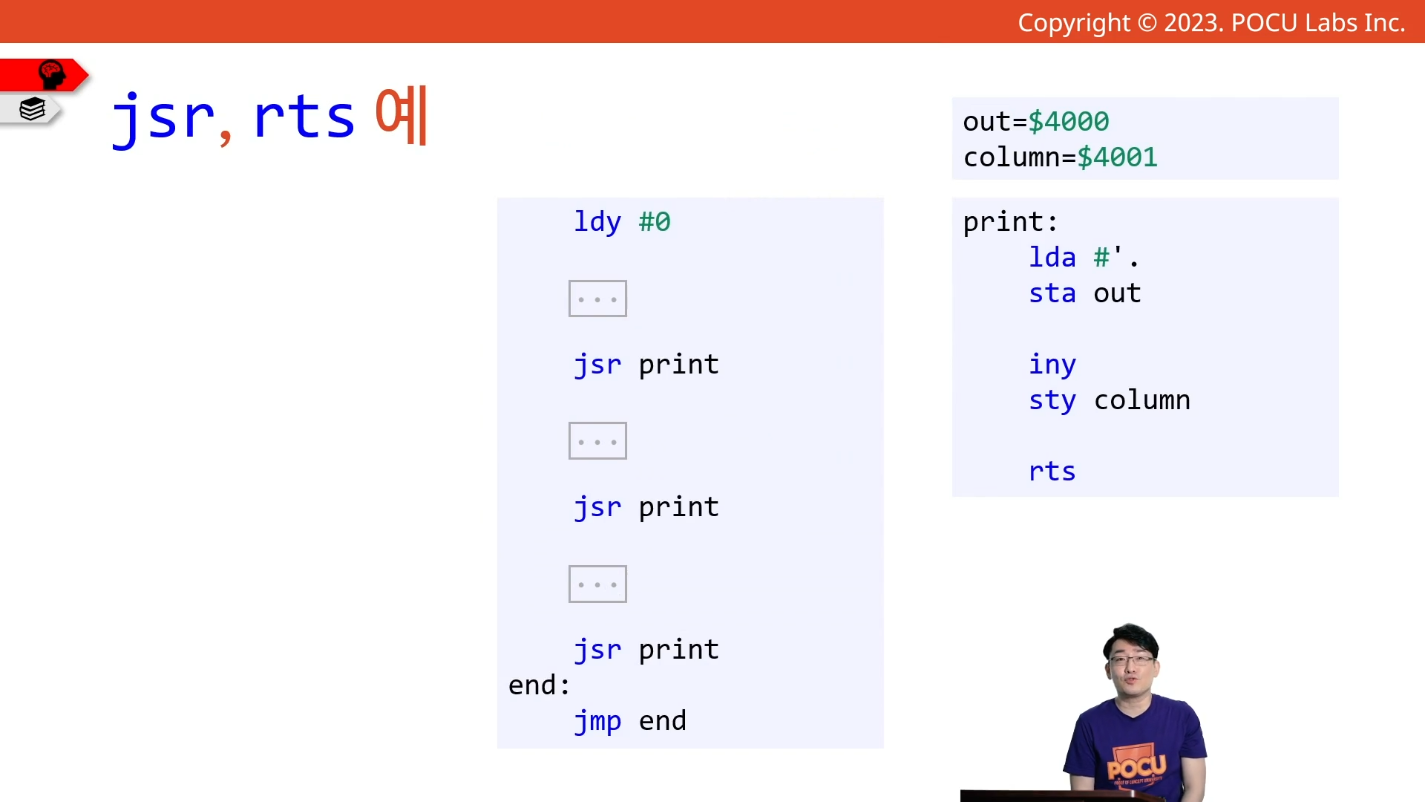 Copyright © 2023. POCU Labs Inc.
jsr, rts 예
out=$4000
column=$4001
ldy #0
...
jsr print
...
jsr print
...
jsr print
end:
jmp end
print:
lda #'.
sta out
iny
sty column
rts
POCU